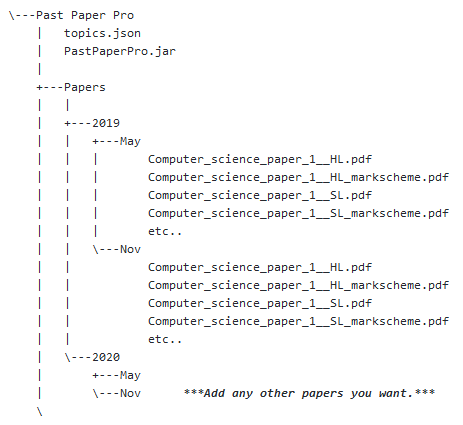 \---Past Paper Pro
    |   topics.json
    |   PastPaperPro.jar
    |
    +---Papers
    |   |
    |   +---2019
    |   |   +---May
    |   |   |       Computer_science_paper_1__HL.pdf
    |   |   |       Computer_science_paper_1__HL_markscheme.pdf
    |   |   |       Computer_science_paper_1__SL.pdf
    |   |   |       Computer_science_paper_1__SL_markscheme.pdf
    |   |   |       etc..
    |   |   \---Nov
    |   |           Computer_science_paper_1__HL.pdf
    |   |           Computer_science_paper_1__HL_markscheme.pdf
    |   |           Computer_science_paper_1__SL.pdf
    |   |           Computer_science_paper_1__SL_markscheme.pdf
    |   |           etc..
    |   \---2020
    |       +---May
    |       \---Nov      ***Add any other papers you want.***
    \